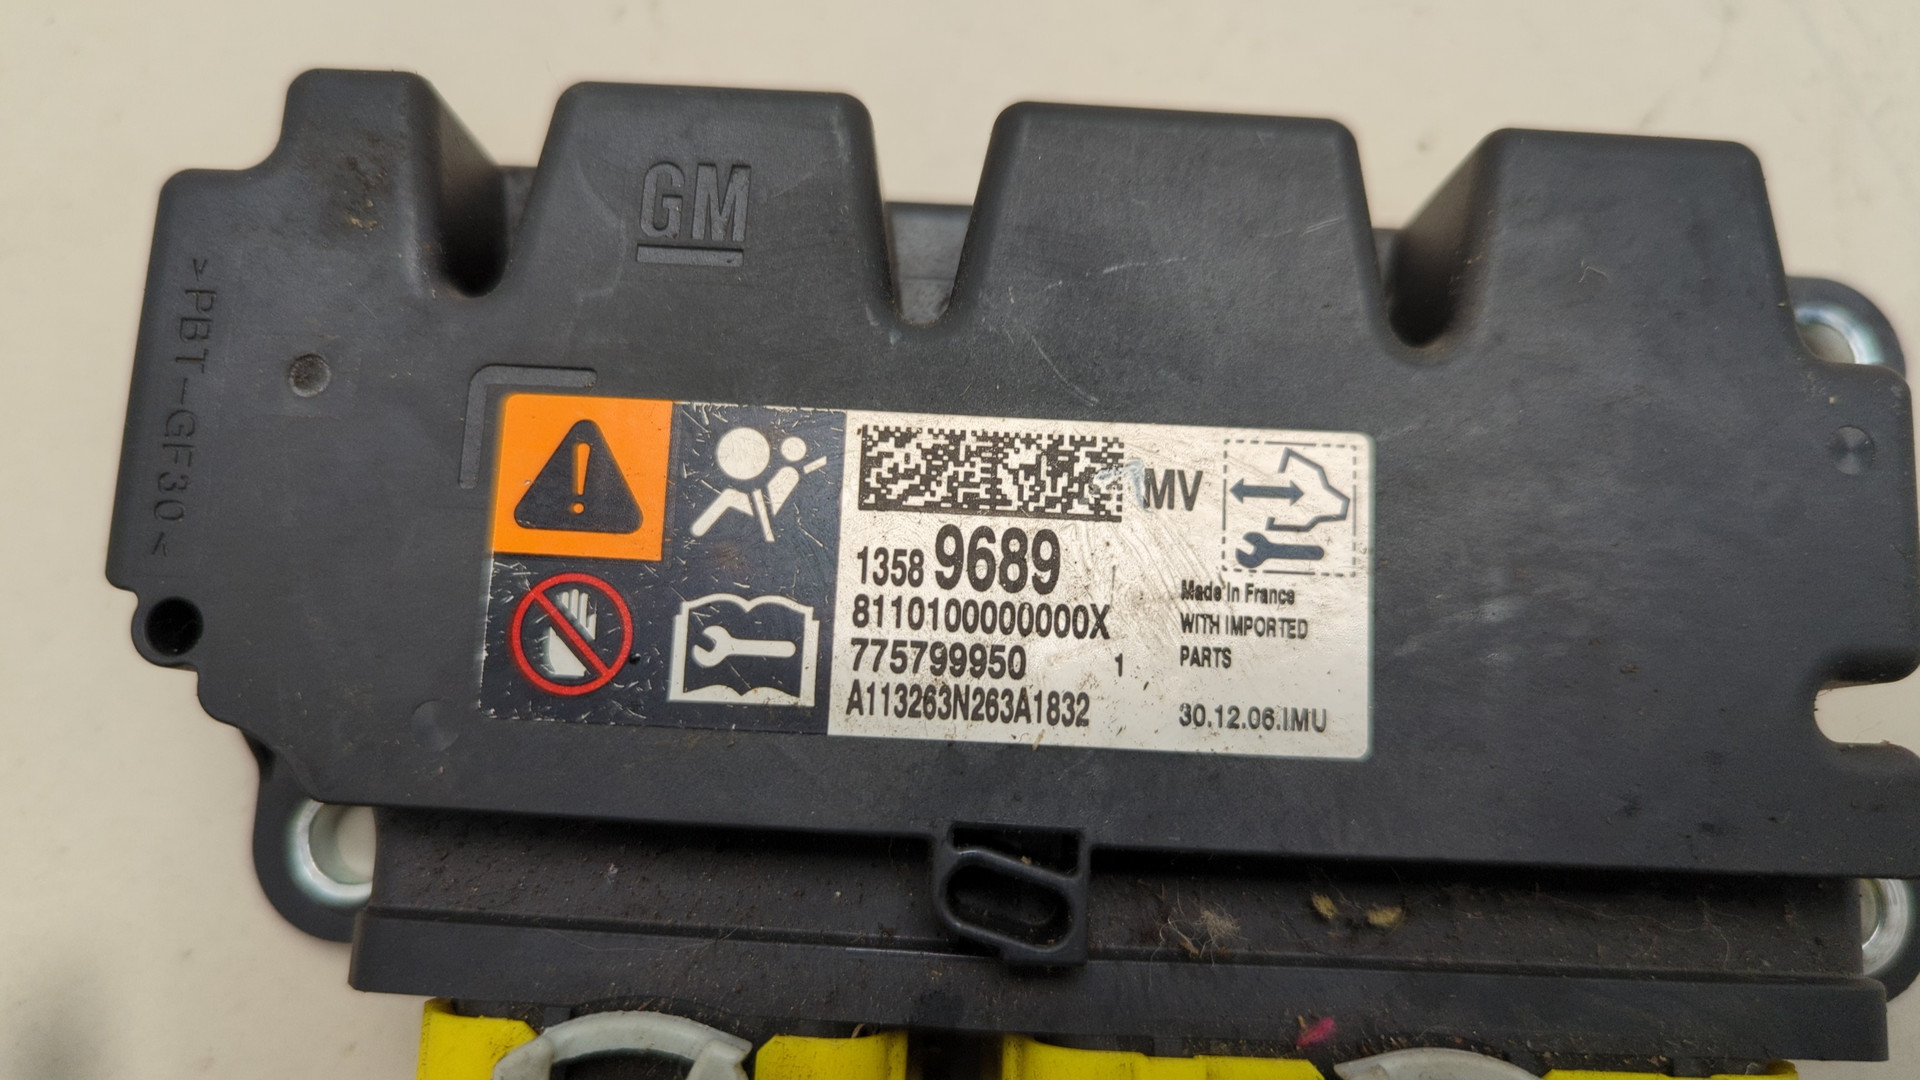 GM
>PBT-GF30<
MV
1358 9689
8110100000000X
775799950 1
A113263N263A1832
Made In France
WITH IMPORTED
PARTS
30.12.06.IMU